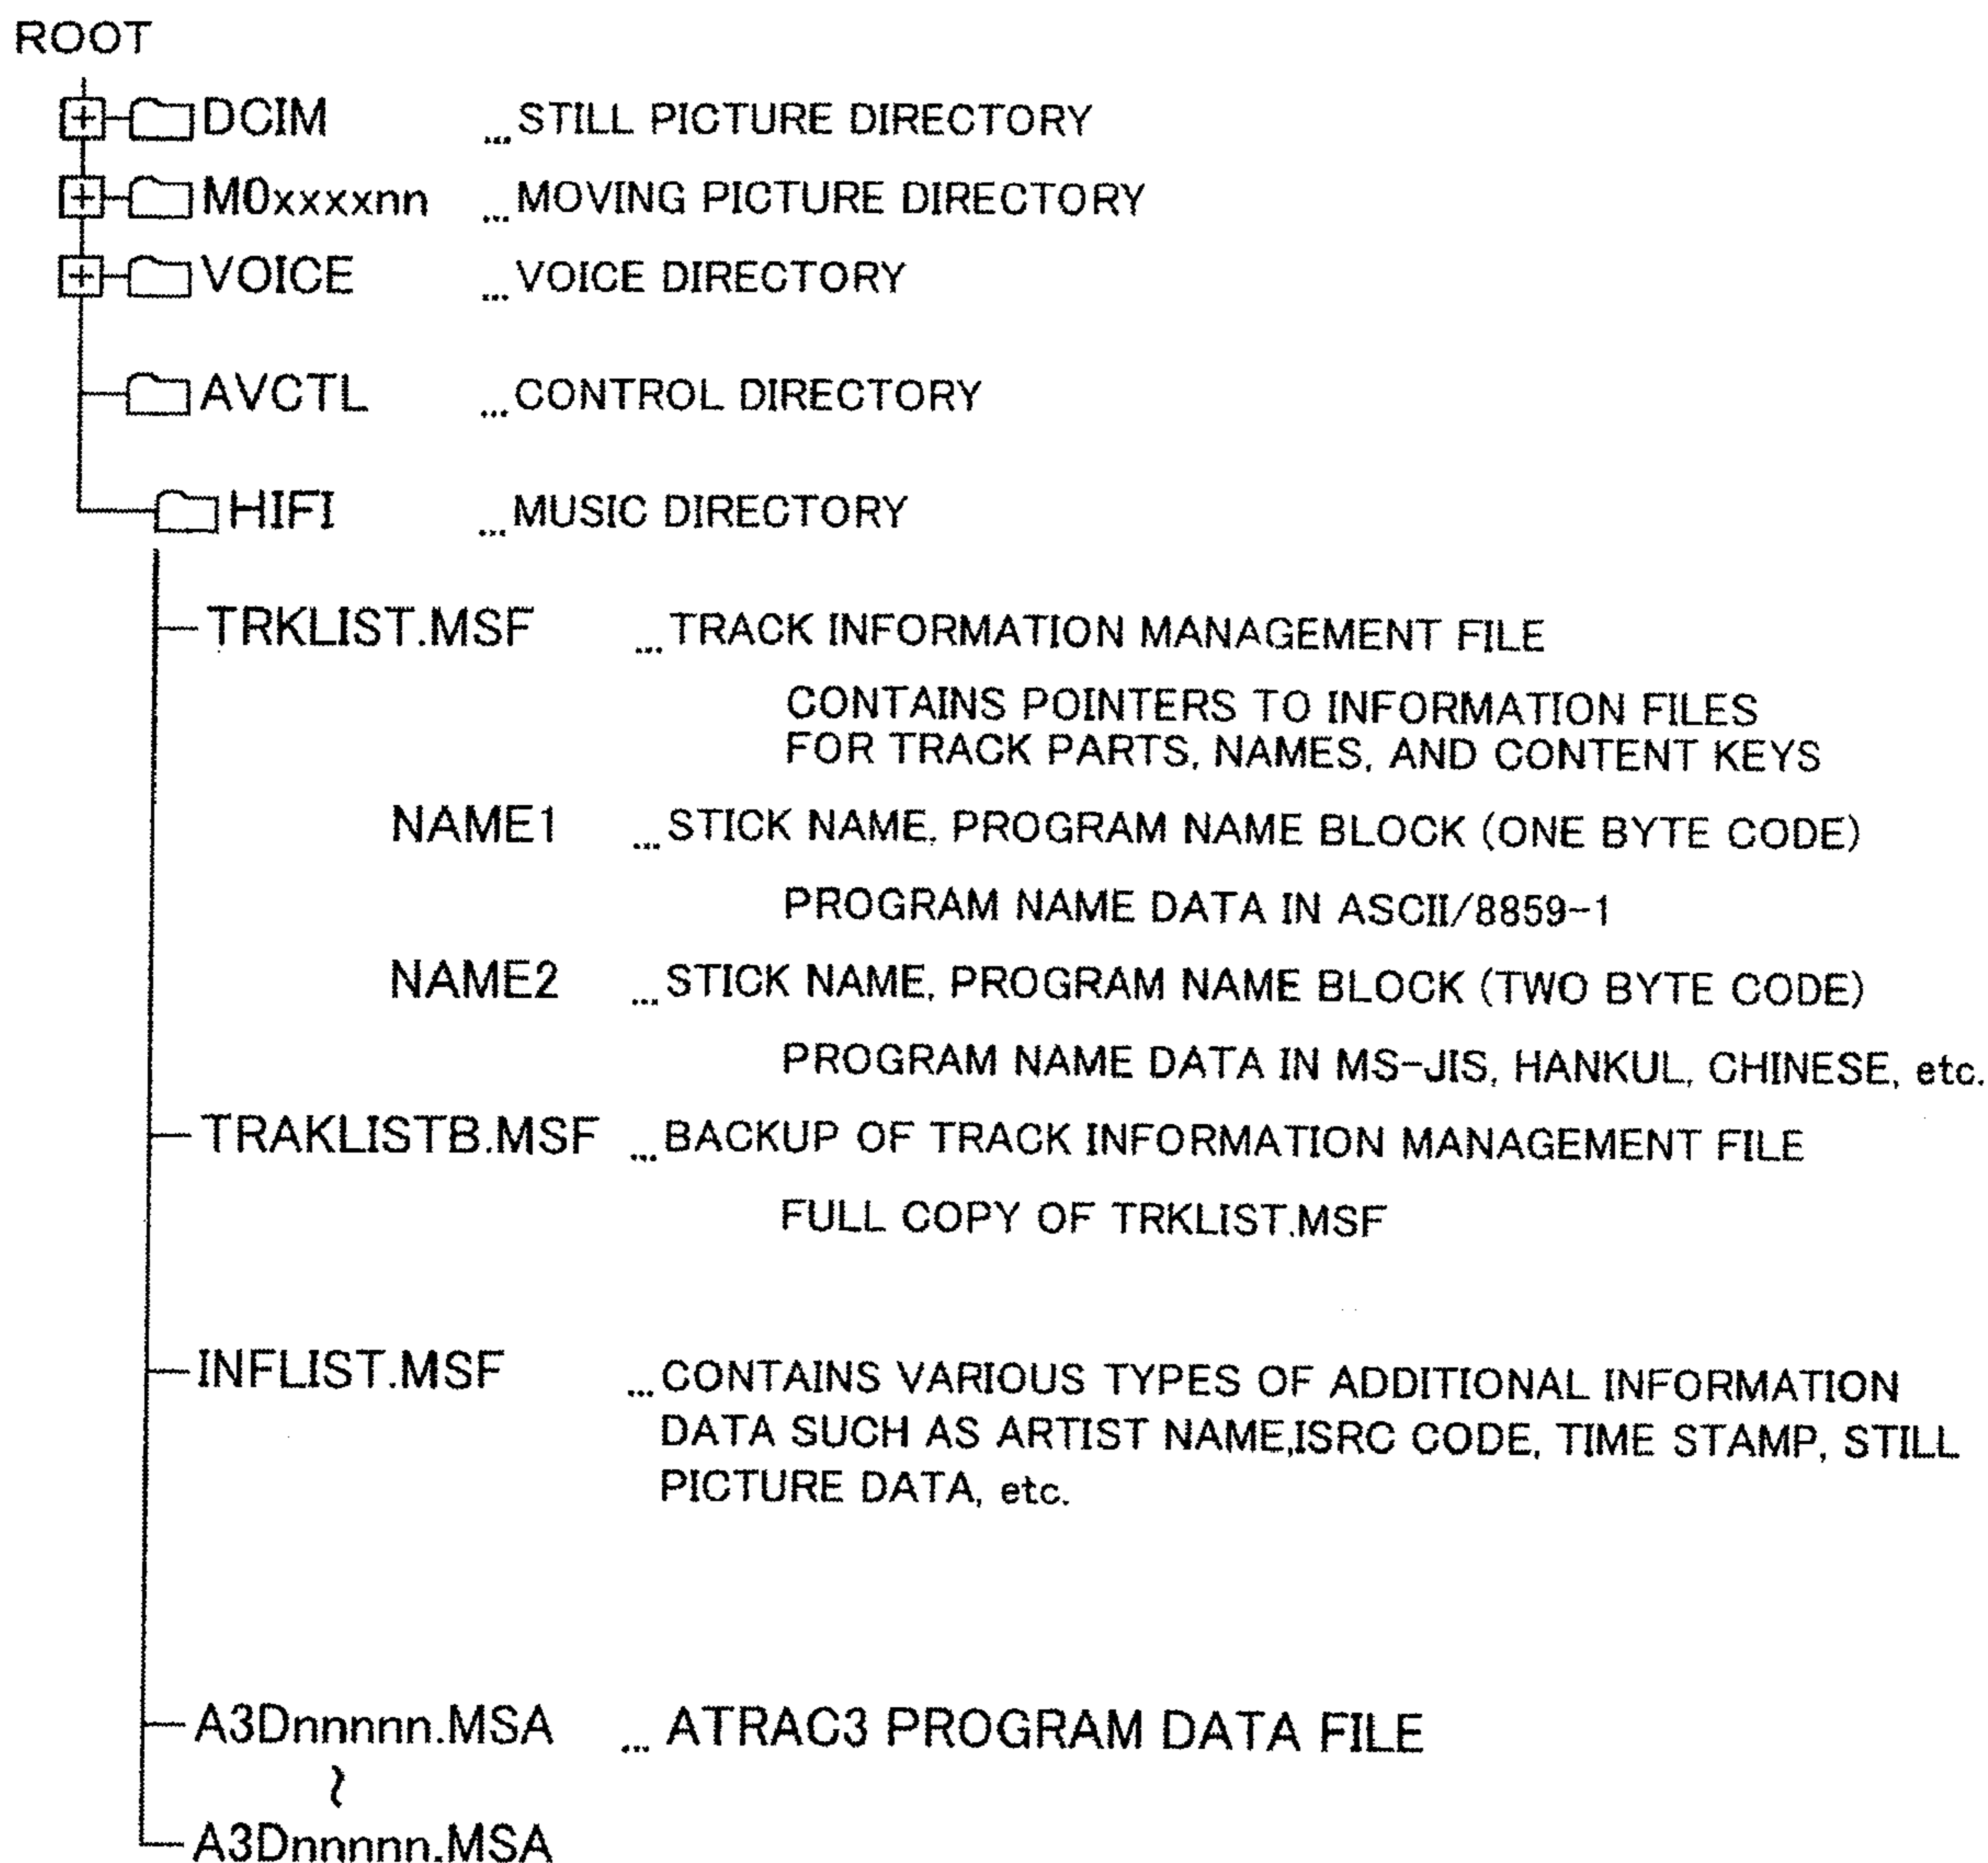 ROOT
DCIM ...STILL PICTURE DIRECTORY
M0xxxxnn ...MOVING PICTURE DIRECTORY
VOICE ...VOICE DIRECTORY
AVCTL ...CONTROL DIRECTORY
HIFI ...MUSIC DIRECTORY
TRKLIST.MSF ...TRACK INFORMATION MANAGEMENT FILE
CONTAINS POINTERS TO INFORMATION FILES
FOR TRACK PARTS, NAMES, AND CONTENT KEYS
NAME1 ...STICK NAME, PROGRAM NAME BLOCK (ONE BYTE CODE)
PROGRAM NAME DATA IN ASCII/8859-1
NAME2 ...STICK NAME, PROGRAM NAME BLOCK (TWO BYTE CODE)
PROGRAM NAME DATA IN MS-JIS, HANKUL, CHINESE, etc.
TRAKLISTB.MSF ...BACKUP OF TRACK INFORMATION MANAGEMENT FILE
FULL COPY OF TRKLIST.MSF
INFLIST.MSF ...CONTAINS VARIOUS TYPES OF ADDITIONAL INFORMATION
DATA SUCH AS ARTIST NAME,ISRC CODE, TIME STAMP, STILL
PICTURE DATA, etc.
A3Dnnnnn.MSA ... ATRAC3 PROGRAM DATA FILE
~
A3Dnnnnn.MSA